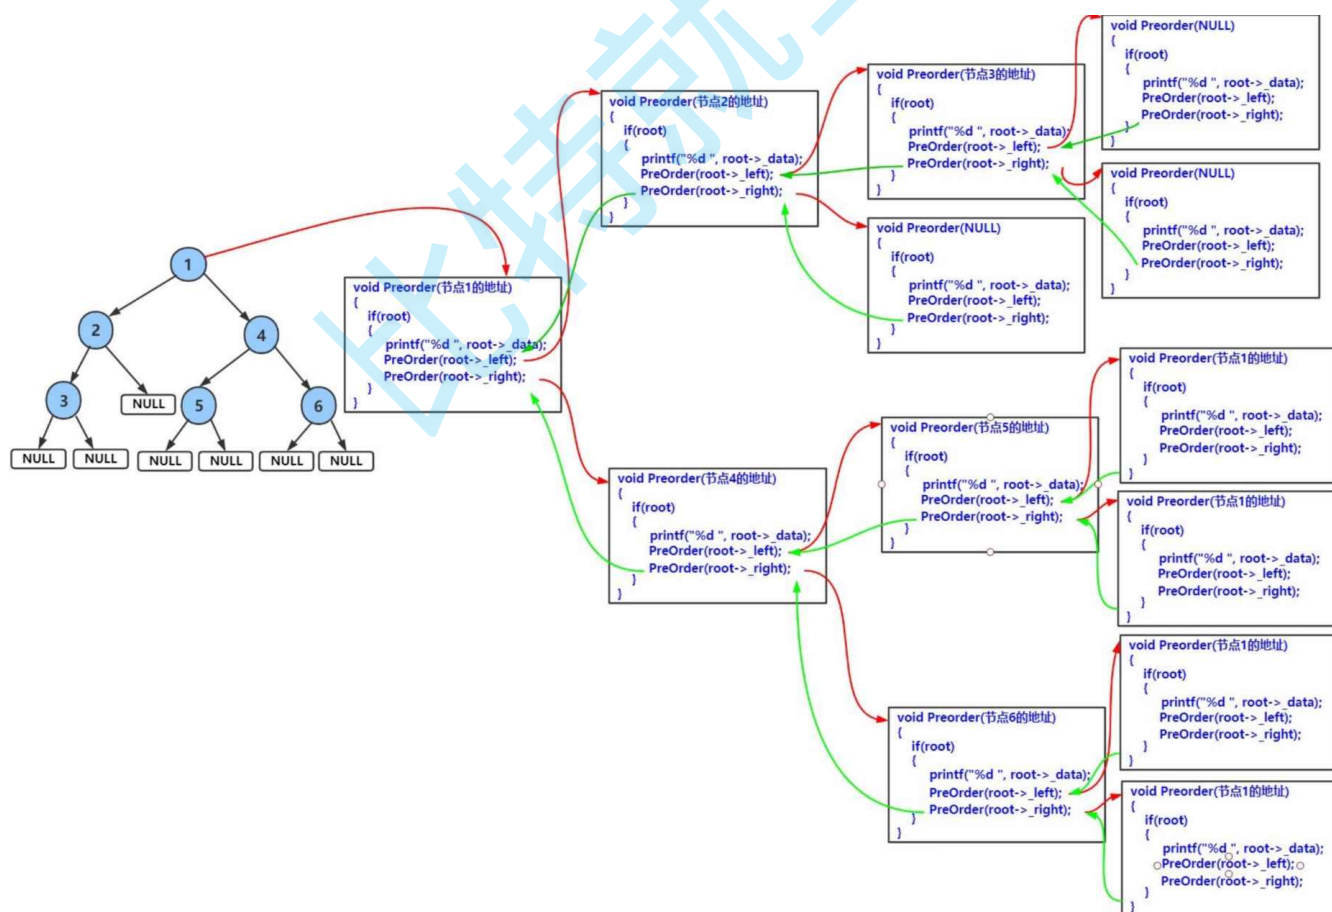 比特就
1
2
4
3
NULL
5
6
NULL
NULL
NULL
NULL
NULL
NULL
void Preorder(节点1的地址)
{
if(root)
{
printf("%d ", root->_data);
PreOrder(root->_left);
PreOrder(root->_right);
}
}
void Preorder(节点2的地址)
{
if(root)
{
printf("%d ", root->_data);
PreOrder(root->_left);
PreOrder(root->_right);
}
}
void Preorder(节点3的地址)
{
if(root)
{
printf("%d ", root->_data);
PreOrder(root->_left);
PreOrder(root->_right);
}
}
void Preorder(NULL)
{
if(root)
{
printf("%d ", root->_data);
PreOrder(root->_left);
PreOrder(root->_right);
}
}
void Preorder(NULL)
{
if(root)
{
printf("%d ", root->_data);
PreOrder(root->_left);
PreOrder(root->_right);
}
}
void Preorder(NULL)
{
if(root)
{
printf("%d ", root->_data);
PreOrder(root->_left);
PreOrder(root->_right);
}
}
void Preorder(节点4的地址)
{
if(root)
{
printf("%d ", root->_data);
PreOrder(root->_left);
PreOrder(root->_right);
}
}
void Preorder(节点5的地址)
{
if(root)
{
printf("%d ", root->_data);
PreOrder(root->_left);
PreOrder(root->_right);
}
}
void Preorder(节点1的地址)
{
if(root)
{
printf("%d ", root->_data);
PreOrder(root->_left);
PreOrder(root->_right);
}
}
void Preorder(节点1的地址)
{
if(root)
{
printf("%d ", root->_data);
PreOrder(root->_left);
PreOrder(root->_right);
}
}
void Preorder(节点6的地址)
{
if(root)
{
printf("%d ", root->_data);
PreOrder(root->_left);
PreOrder(root->_right);
}
}
void Preorder(节点1的地址)
{
if(root)
{
printf("%d ", root->_data);
PreOrder(root->_left);
PreOrder(root->_right);
}
}
void Preorder(节点1的地址)
{
if(root)
{
printf("%d ", root->_data);
PreOrder(root->_left);
PreOrder(root->_right);
}
}